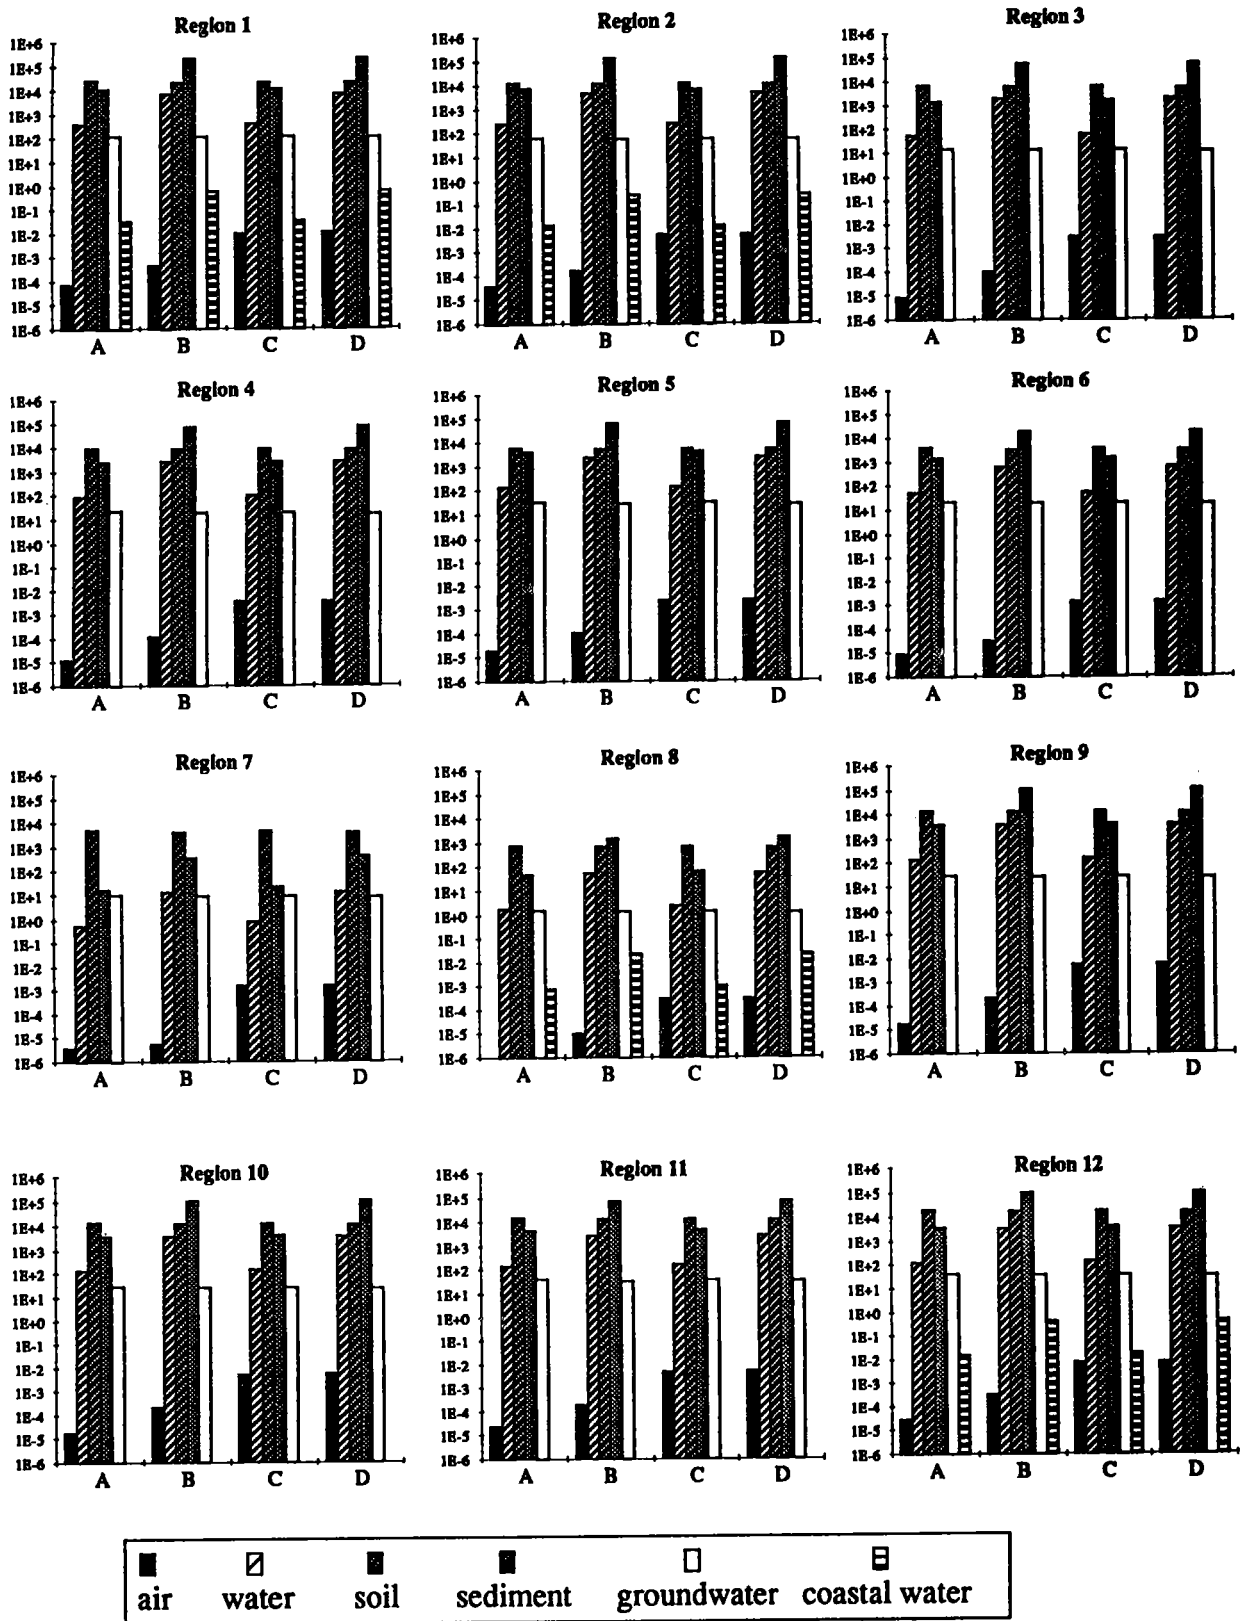 Region 1
1E+6
1E+5
1E+4
1E+3
1E+2
1E+1
1E+0
1E-1
1E-2
1E-3
1E-4
1E-5
1E-6
A B C D
Region 2
1E+6
1E+5
1E+4
1E+3
1E+2
1E+1
1E+0
1E-1
1E-2
1E-3
1E-4
1E-5
1E-6
A B C D
Region 3
1E+6
1E+5
1E+4
1E+3
1E+2
1E+1
1E+0
1E-1
1E-2
1E-3
1E-4
1E-5
1E-6
A B C D
Region 4
1E+6
1E+5
1E+4
1E+3
1E+2
1E+1
1E+0
1E-1
1E-2
1E-3
1E-4
1E-5
1E-6
A B C D
Region 5
1E+6
1E+5
1E+4
1E+3
1E+2
1E+1
1E+0
1E-1
1E-2
1E-3
1E-4
1E-5
1E-6
A B C D
Region 6
1E+6
1E+5
1E+4
1E+3
1E+2
1E+1
1E+0
1E-1
1E-2
1E-3
1E-4
1E-5
1E-6
A B C D
Region 7
1E+6
1E+5
1E+4
1E+3
1E+2
1E+1
1E+0
1E-1
1E-2
1E-3
1E-4
1E-5
1E-6
A B C D
Region 8
1E+6
1E+5
1E+4
1E+3
1E+2
1E+1
1E+0
1E-1
1E-2
1E-3
1E-4
1E-5
1E-6
A B C D
Region 9
1E+6
1E+5
1E+4
1E+3
1E+2
1E+1
1E+0
1E-1
1E-2
1E-3
1E-4
1E-5
1E-6
A B C D
Region 10
1E+6
1E+5
1E+4
1E+3
1E+2
1E+1
1E+0
1E-1
1E-2
1E-3
1E-4
1E-5
1E-6
A B C D
Region 11
1E+6
1E+5
1E+4
1E+3
1E+2
1E+1
1E+0
1E-1
1E-2
1E-3
1E-4
1E-5
1E-6
A B C D
Region 12
1E+6
1E+5
1E+4
1E+3
1E+2
1E+1
1E+0
1E-1
1E-2
1E-3
1E-4
1E-5
1E-6
A B C D
air water soil sediment groundwater coastal water